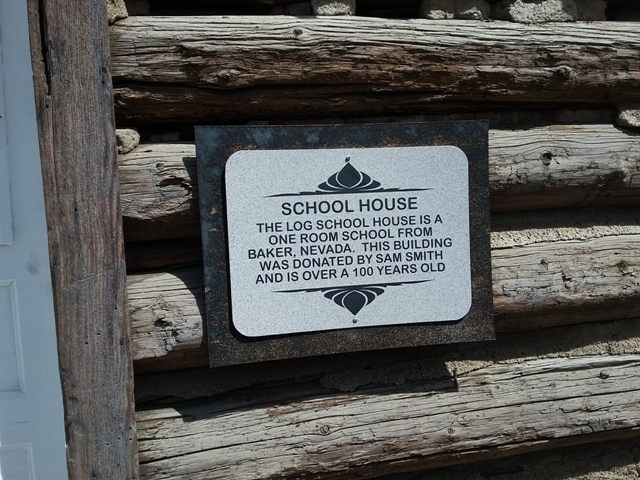 SCHOOL HOUSE
THE LOG SCHOOL HOUSE IS A
ONE ROOM SCHOOL FROM
BAKER, NEVADA. THIS BUILDING
WAS DONATED BY SAM SMITH
AND IS OVER A 100 YEARS OLD